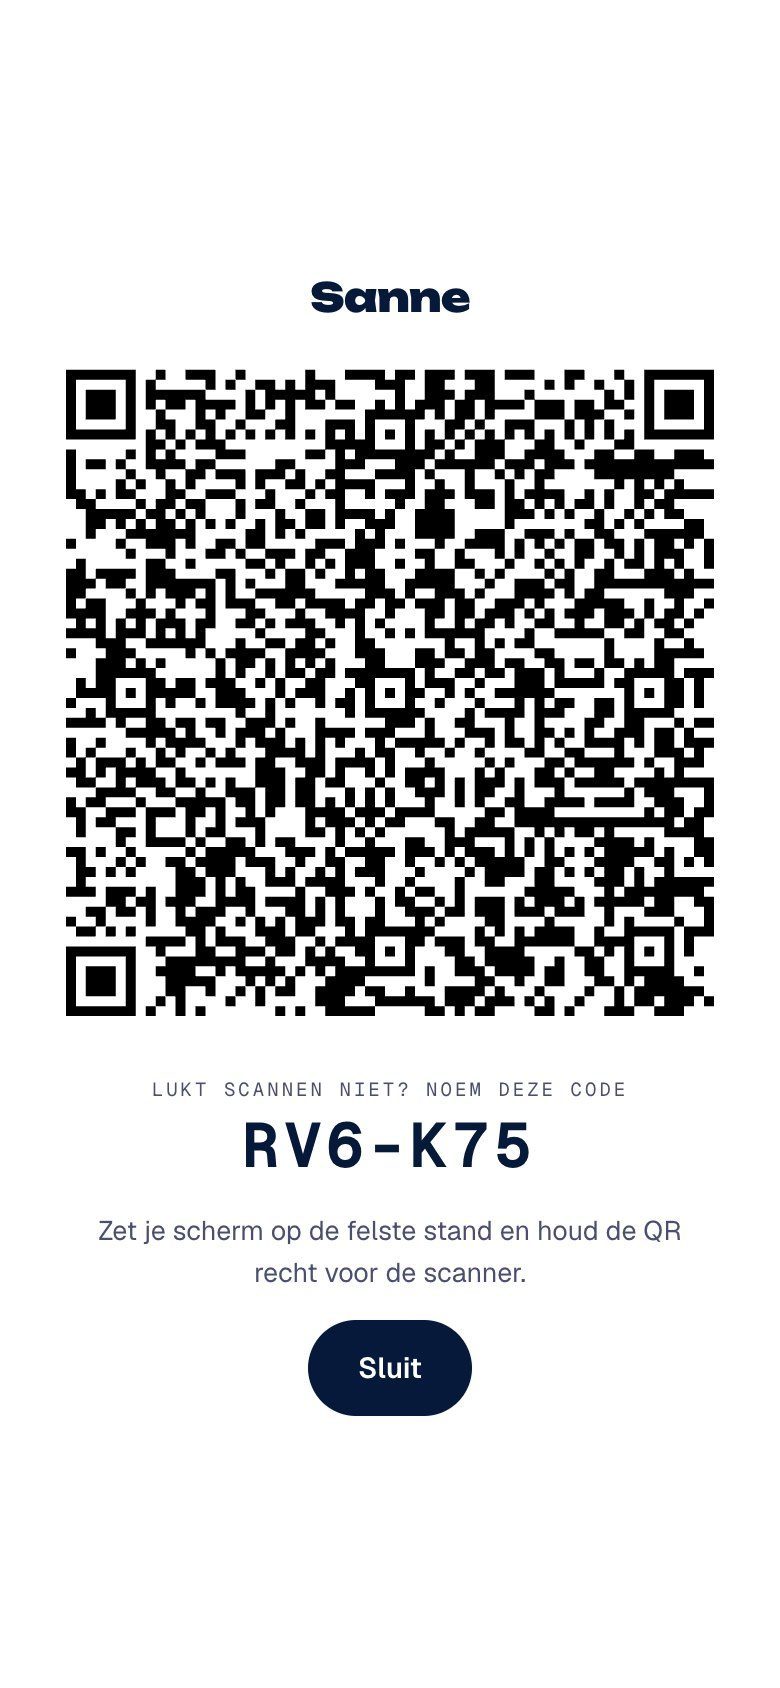 Sanne
LUKT SCANNEN NIET? NOEM DEZE CODE
RV6-K75
Zet je scherm op de felste stand en houd de QR
recht voor de scanner.
Sluit